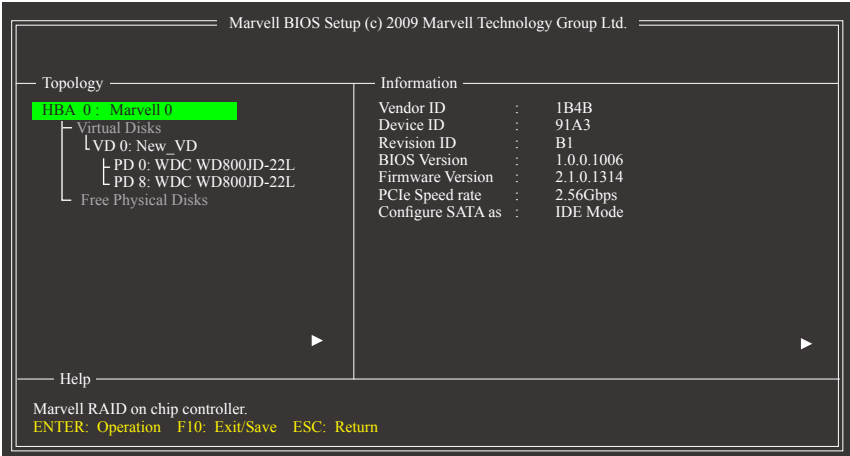 Marvell BIOS Setup (c) 2009 Marvell Technology Group Ltd.
Topology
HBA 0 : Marvell 0
Virtual Disks
VD 0: New_VD
PD 0: WDC WD800JD-22L
PD 8: WDC WD800JD-22L
Free Physical Disks
Information
Vendor ID : 1B4B
Device ID : 91A3
Revision ID : B1
BIOS Version : 1.0.0.1006
Firmware Version : 2.1.0.1314
PCIe Speed rate : 2.56Gbps
Configure SATA as : IDE Mode
Help
Marvell RAID on chip controller.
ENTER: Operation F10: Exit/Save ESC: Return